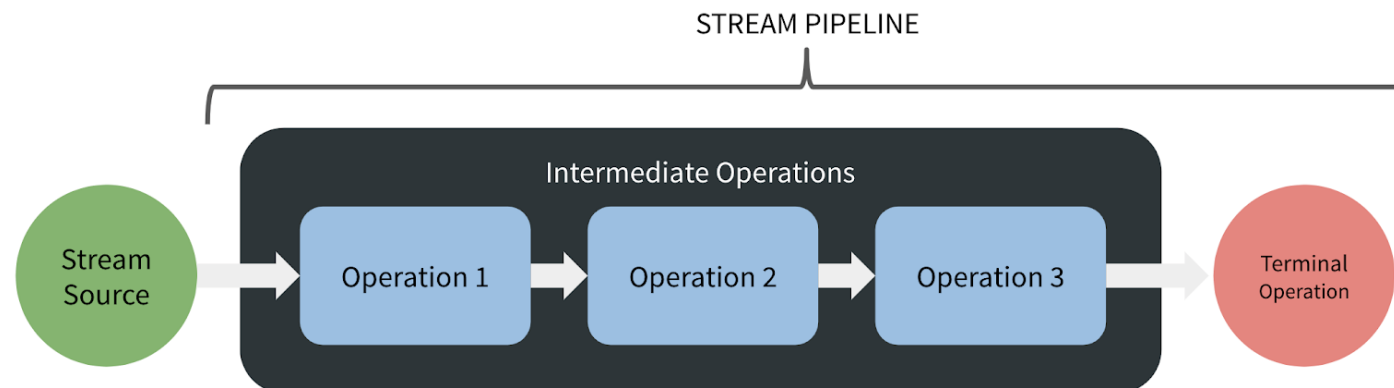 STREAM PIPELINE
Intermediate Operations
Stream
Source
Operation 1
Operation 2
Operation 3
Terminal
Operation